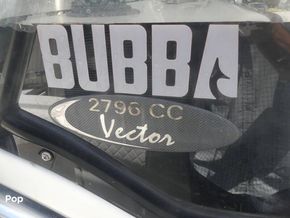 BUBBA
2796 CC
Vector
Pop